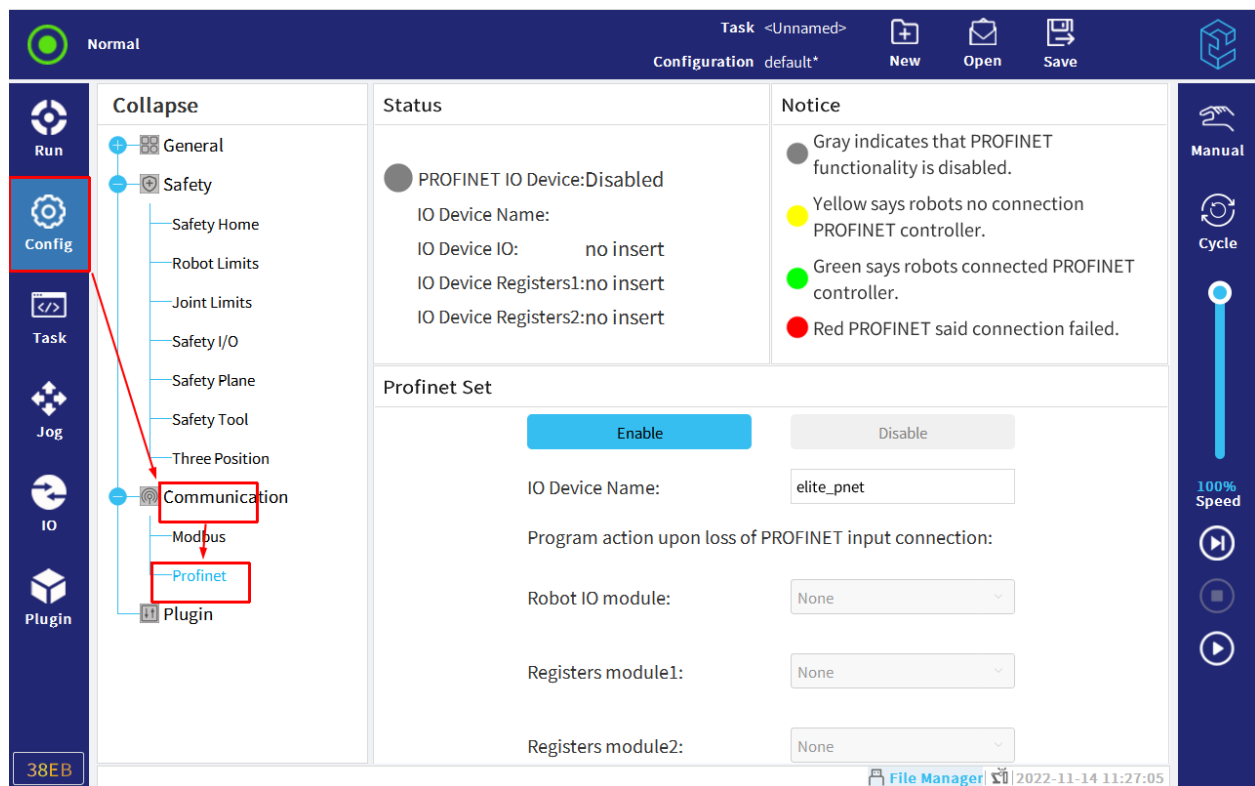 Normal
Task <Unnamed>
Configuration default*
New
Open
Save
Run
Config
Task
Jog
IO
Plugin
38EB
Collapse
General
Safety
Safety Home
Robot Limits
Joint Limits
Safety I/O
Safety Plane
Safety Tool
Three Position
Communication
Modbus
Profinet
Plugin
Status
PROFINET IO Device:Disabled
IO Device Name:
IO Device IO: no insert
IO Device Registers1:no insert
IO Device Registers2:no insert
Notice
Gray indicates that PROFINET
functionality is disabled.
Yellow says robots no connection
PROFINET controller.
Green says robots connected PROFINET
controller.
Red PROFINET said connection failed.
Profinet Set
Enable
Disable
IO Device Name: elite_pnet
Program action upon loss of PROFINET input connection:
Robot IO module: None
Registers module1: None
Registers module2: None
File Manager
2022-11-14 11:27:05
Manual
Cycle
100%
Speed